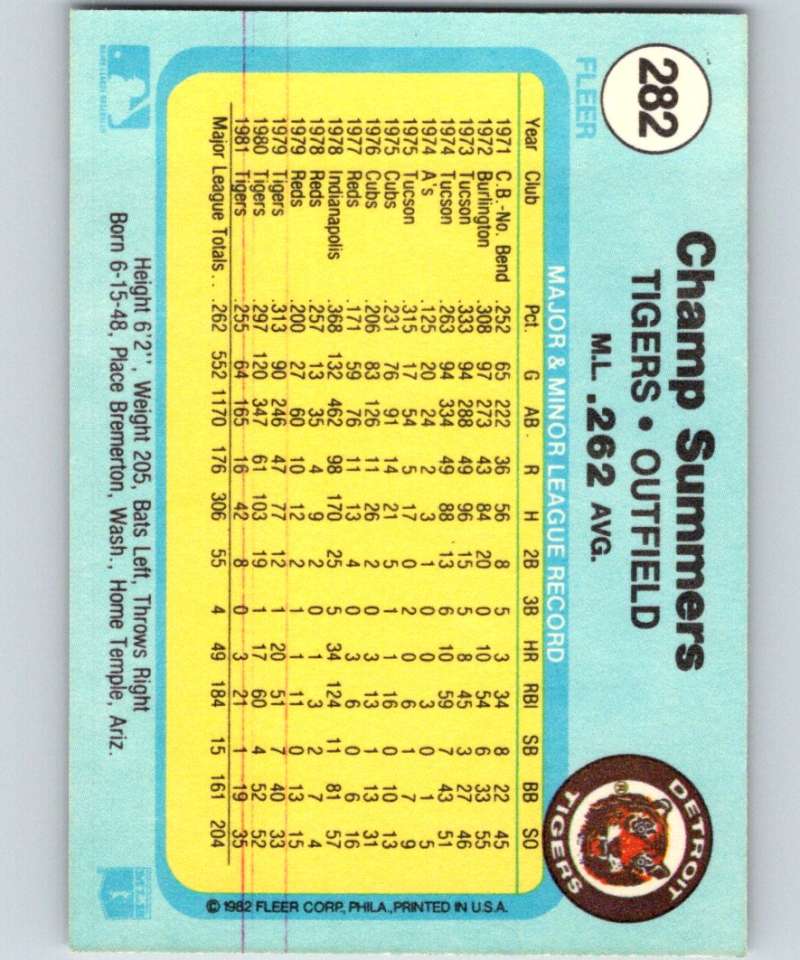 282
FLEER
Champ Summers
TIGERS • OUTFIELD
M.L. .262 AVG.
DETROIT
TIGERS
®
MAJOR & MINOR LEAGUE RECORD
Year Club Pct. G AB. R H 2B 3B HR RBI SB BB SO
1971 C.B.-No. Bend .252 65 222 36 56 8 5 3 34 8 22 45
1972 Burlington .308 97 273 43 84 20 0 10 54 6 33 55
1973 Tucson .333 94 288 49 96 15 5 8 45 3 27 46
1974 Tucson .263 94 334 49 88 13 6 10 59 7 43 51
1974 A's .125 20 24 2 3 1 0 0 3 0 1 5
1975 Tucson .315 17 54 5 17 0 2 0 6 1 7 9
1975 Cubs .231 76 91 14 21 5 1 1 16 0 10 13
1976 Cubs .206 83 126 11 26 2 0 3 13 1 13 31
1977 Reds .171 59 76 11 13 4 0 3 6 0 6 16
1978 Indianapolis .368 132 462 98 170 25 5 34 124 11 81 57
1978 Reds .257 13 35 4 9 2 0 1 3 2 7 4
1979 Reds .200 27 60 10 12 2 1 1 11 0 13 15
1979 Tigers .313 90 246 47 77 12 1 20 51 7 40 33
1980 Tigers .297 120 347 61 103 19 1 17 60 4 52 52
1981 Tigers .255 64 165 16 42 8 0 3 21 1 19 35
Major League Totals . . .262 552 1170 176 306 55 4 49 184 15 161 204
© 1982 FLEER CORP., PHILA., PRINTED IN U.S.A.
Height 6'2'', Weight 205, Bats Left, Throws Right
Born 6-15-48, Place Bremerton, Wash., Home Temple, Ariz.